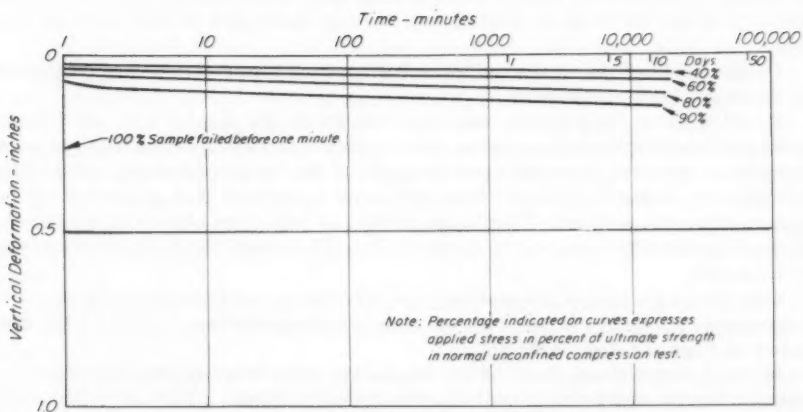 Time – minutes
1 10 100 1000 10,000 100,000
1 5 10 Days 50
0
40%
60%
80%
90%
100% Sample failed before one minute
0.5
Vertical Deformation – inches
Note: Percentage indicated on curves expresses
applied stress in percent of ultimate strength
in normal unconfined compression test.
1.0